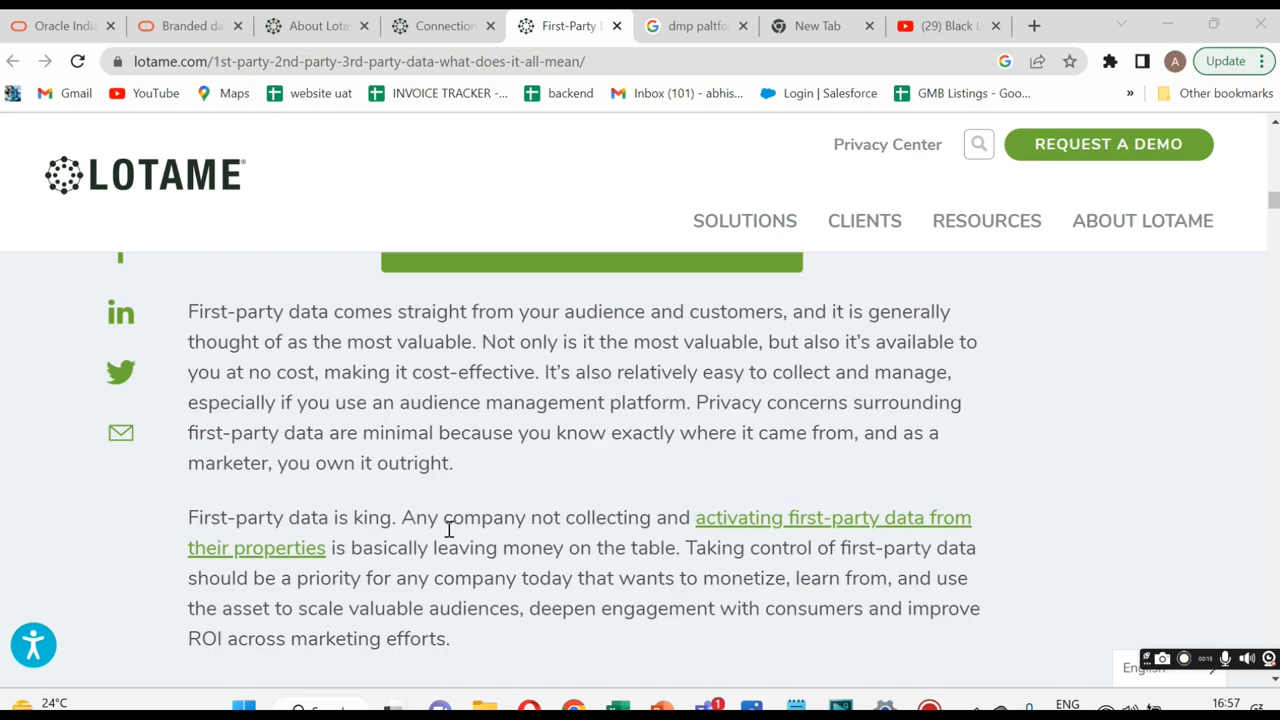 Oracle Indi
Branded da
About Lota
Connection
First-Party D
dmp paltfo
New Tab
(29) Black U
lotame.com/1st-party-2nd-party-3rd-party-data-what-does-it-all-mean/
A
Update
Gmail
YouTube
Maps
website uat
INVOICE TRACKER -...
backend
Inbox (101) - abhis...
Login | Salesforce
GMB Listings - Goo...
»
Other bookmarks
LOTAME
Privacy Center
REQUEST A DEMO
SOLUTIONS
CLIENTS
RESOURCES
ABOUT LOTAME
First-party data comes straight from your audience and customers, and it is generally
thought of as the most valuable. Not only is it the most valuable, but also it’s available to
you at no cost, making it cost-effective. It’s also relatively easy to collect and manage,
especially if you use an audience management platform. Privacy concerns surrounding
first-party data are minimal because you know exactly where it came from, and as a
marketer, you own it outright.
First-party data is king. Any company not collecting and activating first-party data from
their properties is basically leaving money on the table. Taking control of first-party data
should be a priority for any company today that wants to monetize, learn from, and use
the asset to scale valuable audiences, deepen engagement with consumers and improve
ROI across marketing efforts.
00:15
24°C
1
ENG
16:57